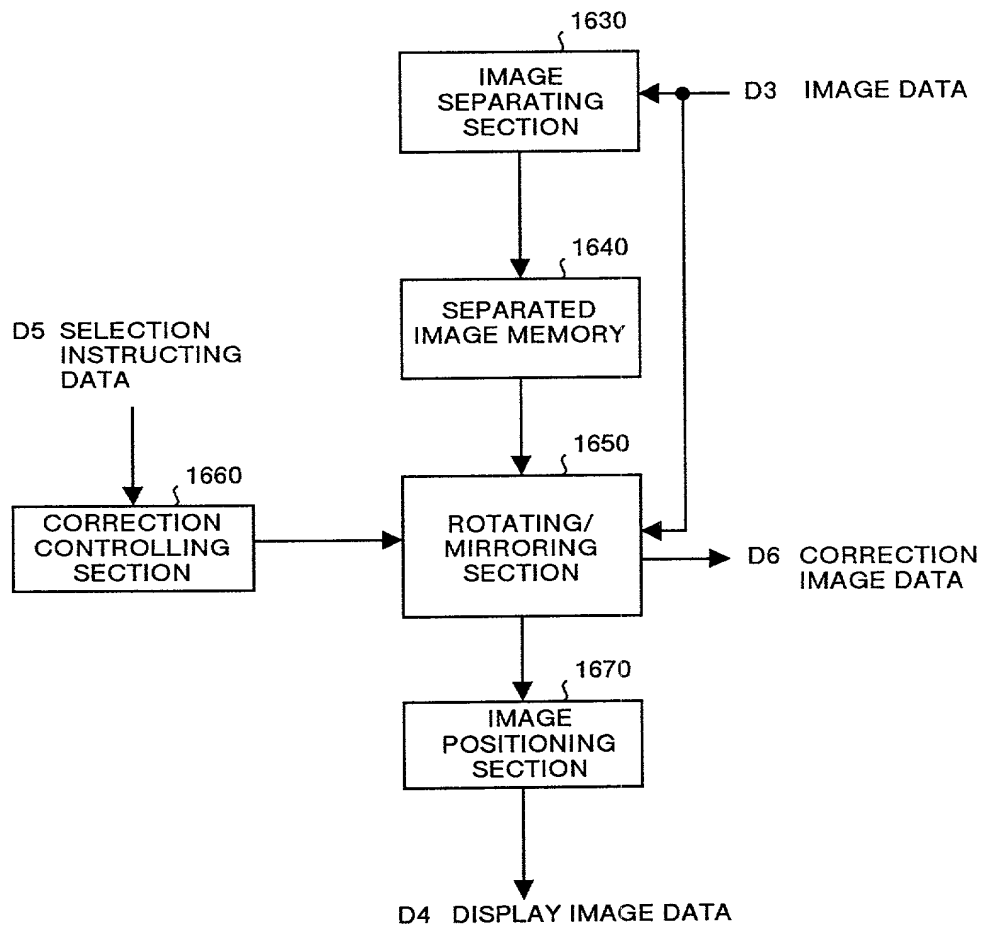 1630
IMAGE
SEPARATING
SECTION
D3 IMAGE DATA
1640
SEPARATED
IMAGE MEMORY
D5 SELECTION
INSTRUCTING
DATA
1650
1660
CORRECTION
CONTROLLING
SECTION
ROTATING/
MIRRORING
SECTION
D6 CORRECTION
IMAGE DATA
1670
IMAGE
POSITIONING
SECTION
D4 DISPLAY IMAGE DATA